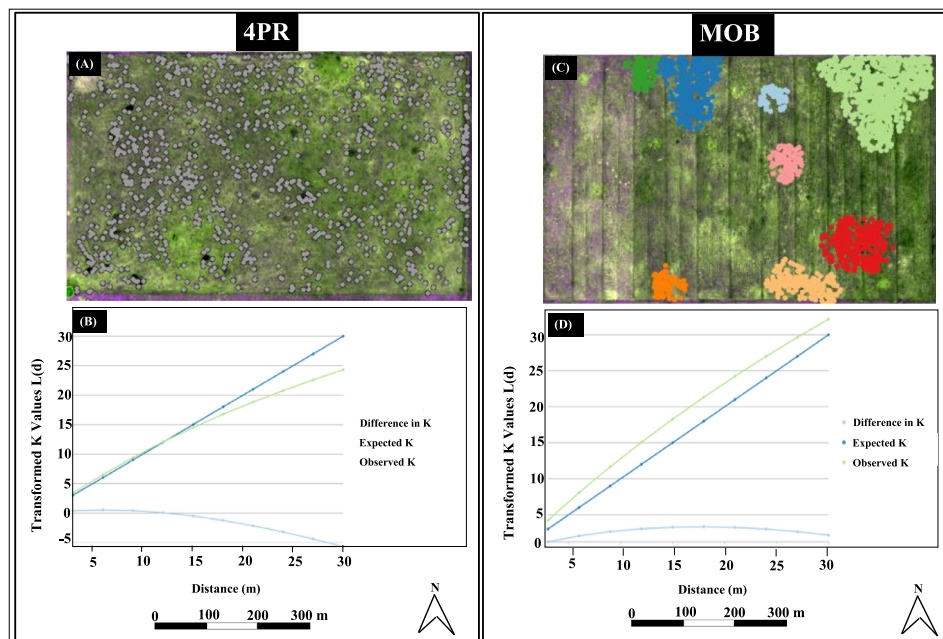 4PR
(A)
(B)
Transformed K Values L(d)
30
25
20
15
10
5
0
-5
5
10
15
20
25
30
Distance (m)
Difference in K
Expected K
Observed K
0
100
200
300 m
N
MOB
(C)
(D)
Transformed K Values L(d)
30
25
20
15
10
5
0
5
10
15
20
25
30
Distance (m)
Difference in K
Expected K
Observed K
0
100
200
300 m
N